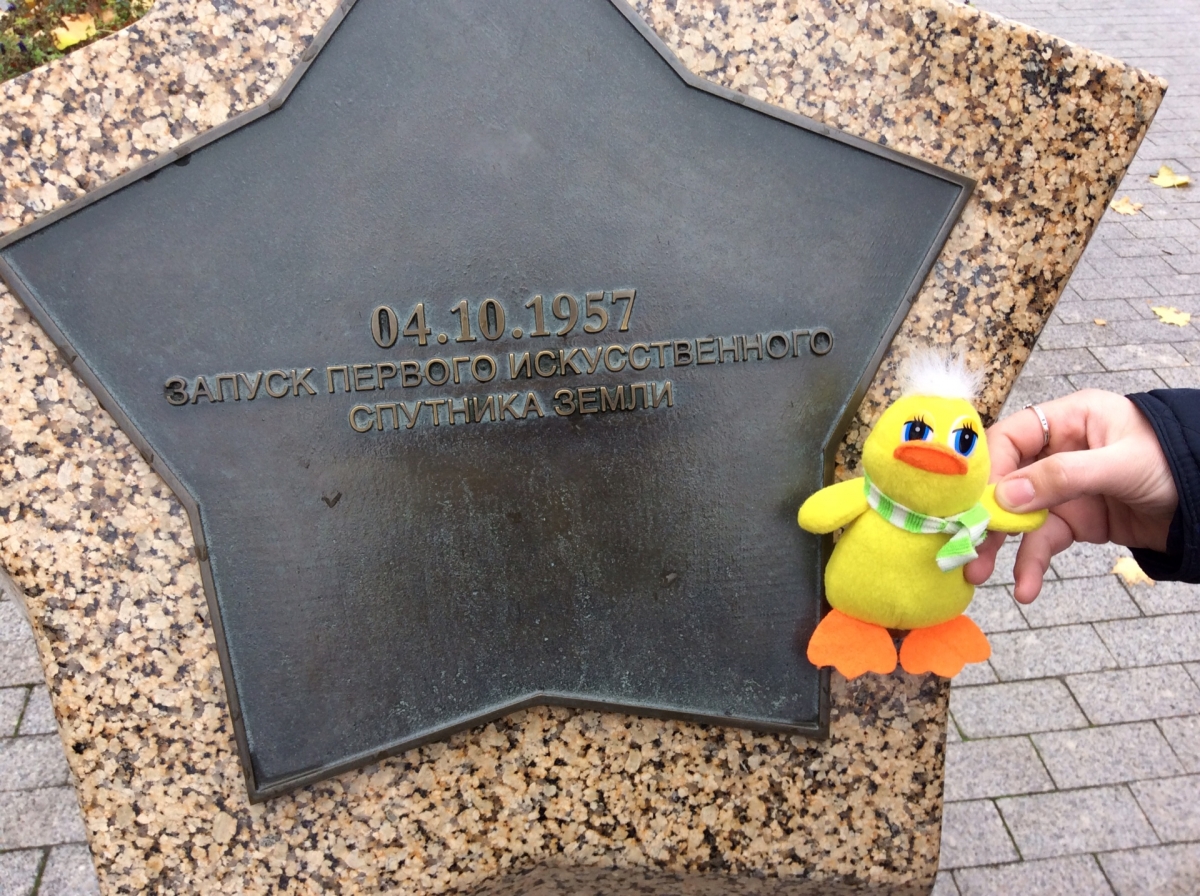 04.10.1957
ЗАПУСК ПЕРВОГО ИСКУССТВЕННОГО
СПУТНИКА ЗЕМЛИ